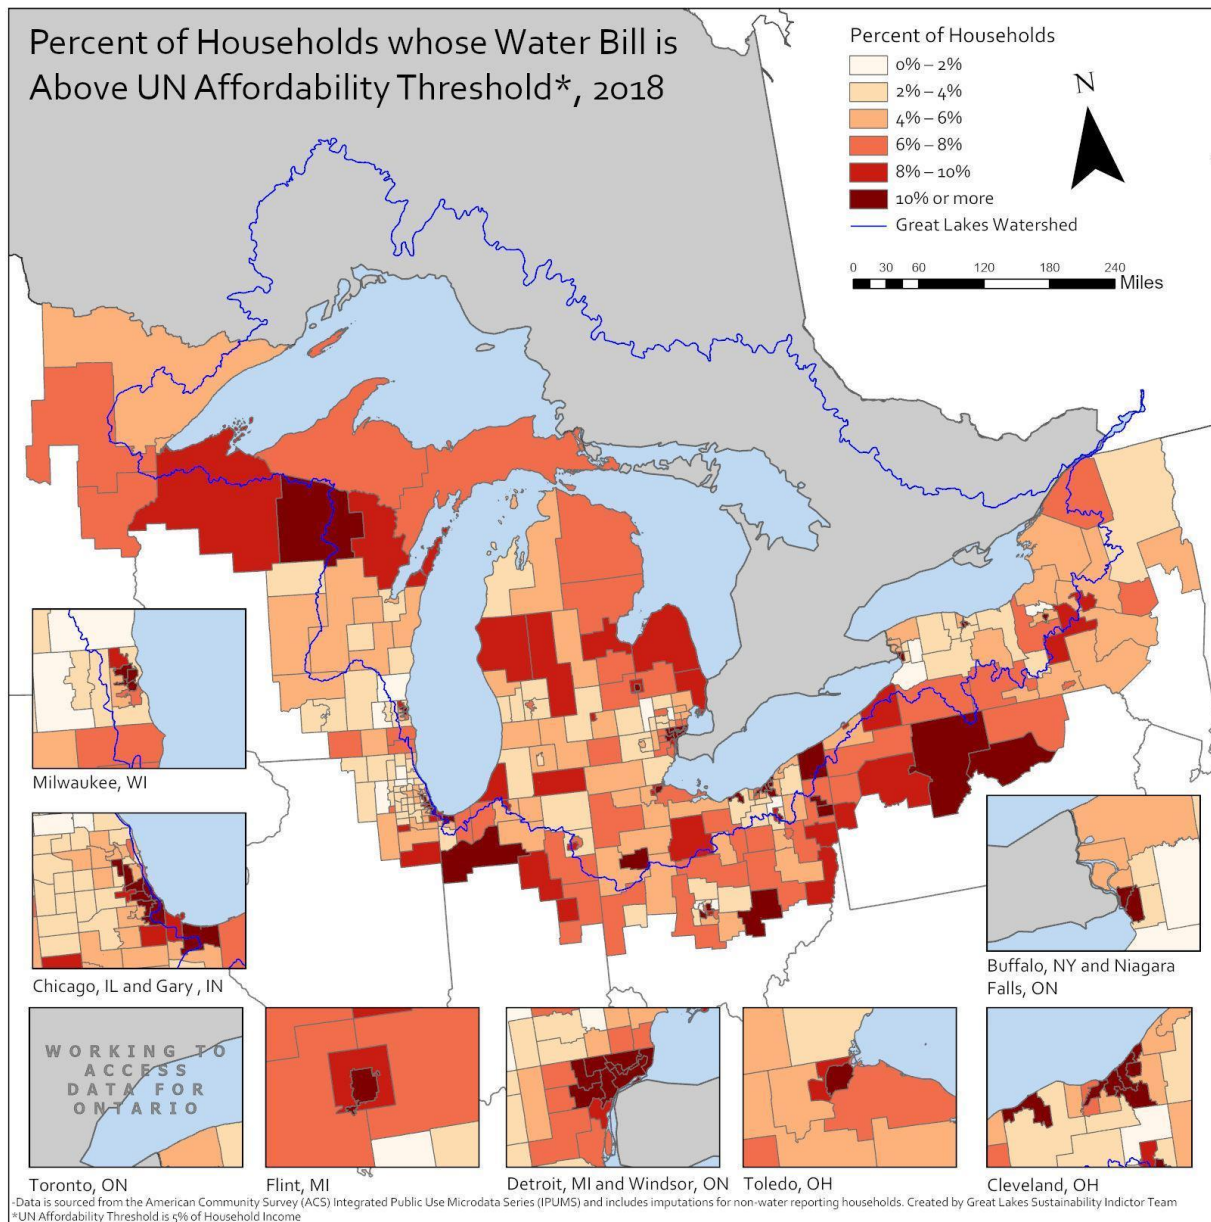 Percent of Households whose Water Bill is
Above UN Affordability Threshold*, 2018
Percent of Households
0% – 2%
2% – 4%
4% – 6%
6% – 8%
8% – 10%
10% or more
Great Lakes Watershed
N
0 30 60 120 180 240
Miles
Milwaukee, WI
Chicago, IL and Gary , IN
Buffalo, NY and Niagara
Falls, ON
WORKING TO
ACCESS
DATA FOR
ONTARIO
Toronto, ON
Flint, MI
Detroit, MI and Windsor, ON
Toledo, OH
Cleveland, OH
-Data is sourced from the American Community Survey (ACS) Integrated Public Use Microdata Series (IPUMS) and includes imputations for non-water reporting households. Created by Great Lakes Sustainability Indictor Team
*UN Affordability Threshold is 5% of Household Income